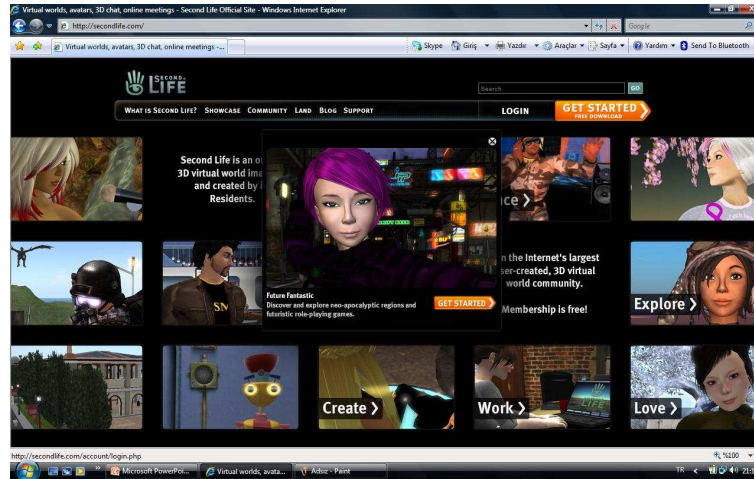 Virtual worlds, avatars, 3D chat, online meetings - Second Life Official Site - Windows Internet Explorer
http://secondlife.com/
Google
Virtual worlds, avatars, 3D chat, online meetings -...
Skype Giriş Yazdır Araçlar Sayfa Yardım Send To Bluetooth
SECOND LIFE
Search GO
WHAT IS SECOND LIFE? SHOWCASE COMMUNITY LAND BLOG SUPPORT LOGIN GET STARTED
FREE DOWNLOAD
Second Life is an o
3D virtual world ima
and created by i
Residents.
ce >
Future Fantastic
Discover and explore neo-apocalyptic regions and
futuristic role-playing games.
GET STARTED
n the Internet's largest
ser-created, 3D virtual
world community.
Membership is free!
SN
Explore >
Create >
Work >
LIFE
Love >
http://secondlife.com/account/login.php
%100
Microsoft PowerPoi...
Virtual worlds, avata...
Adsız - Paint
TR